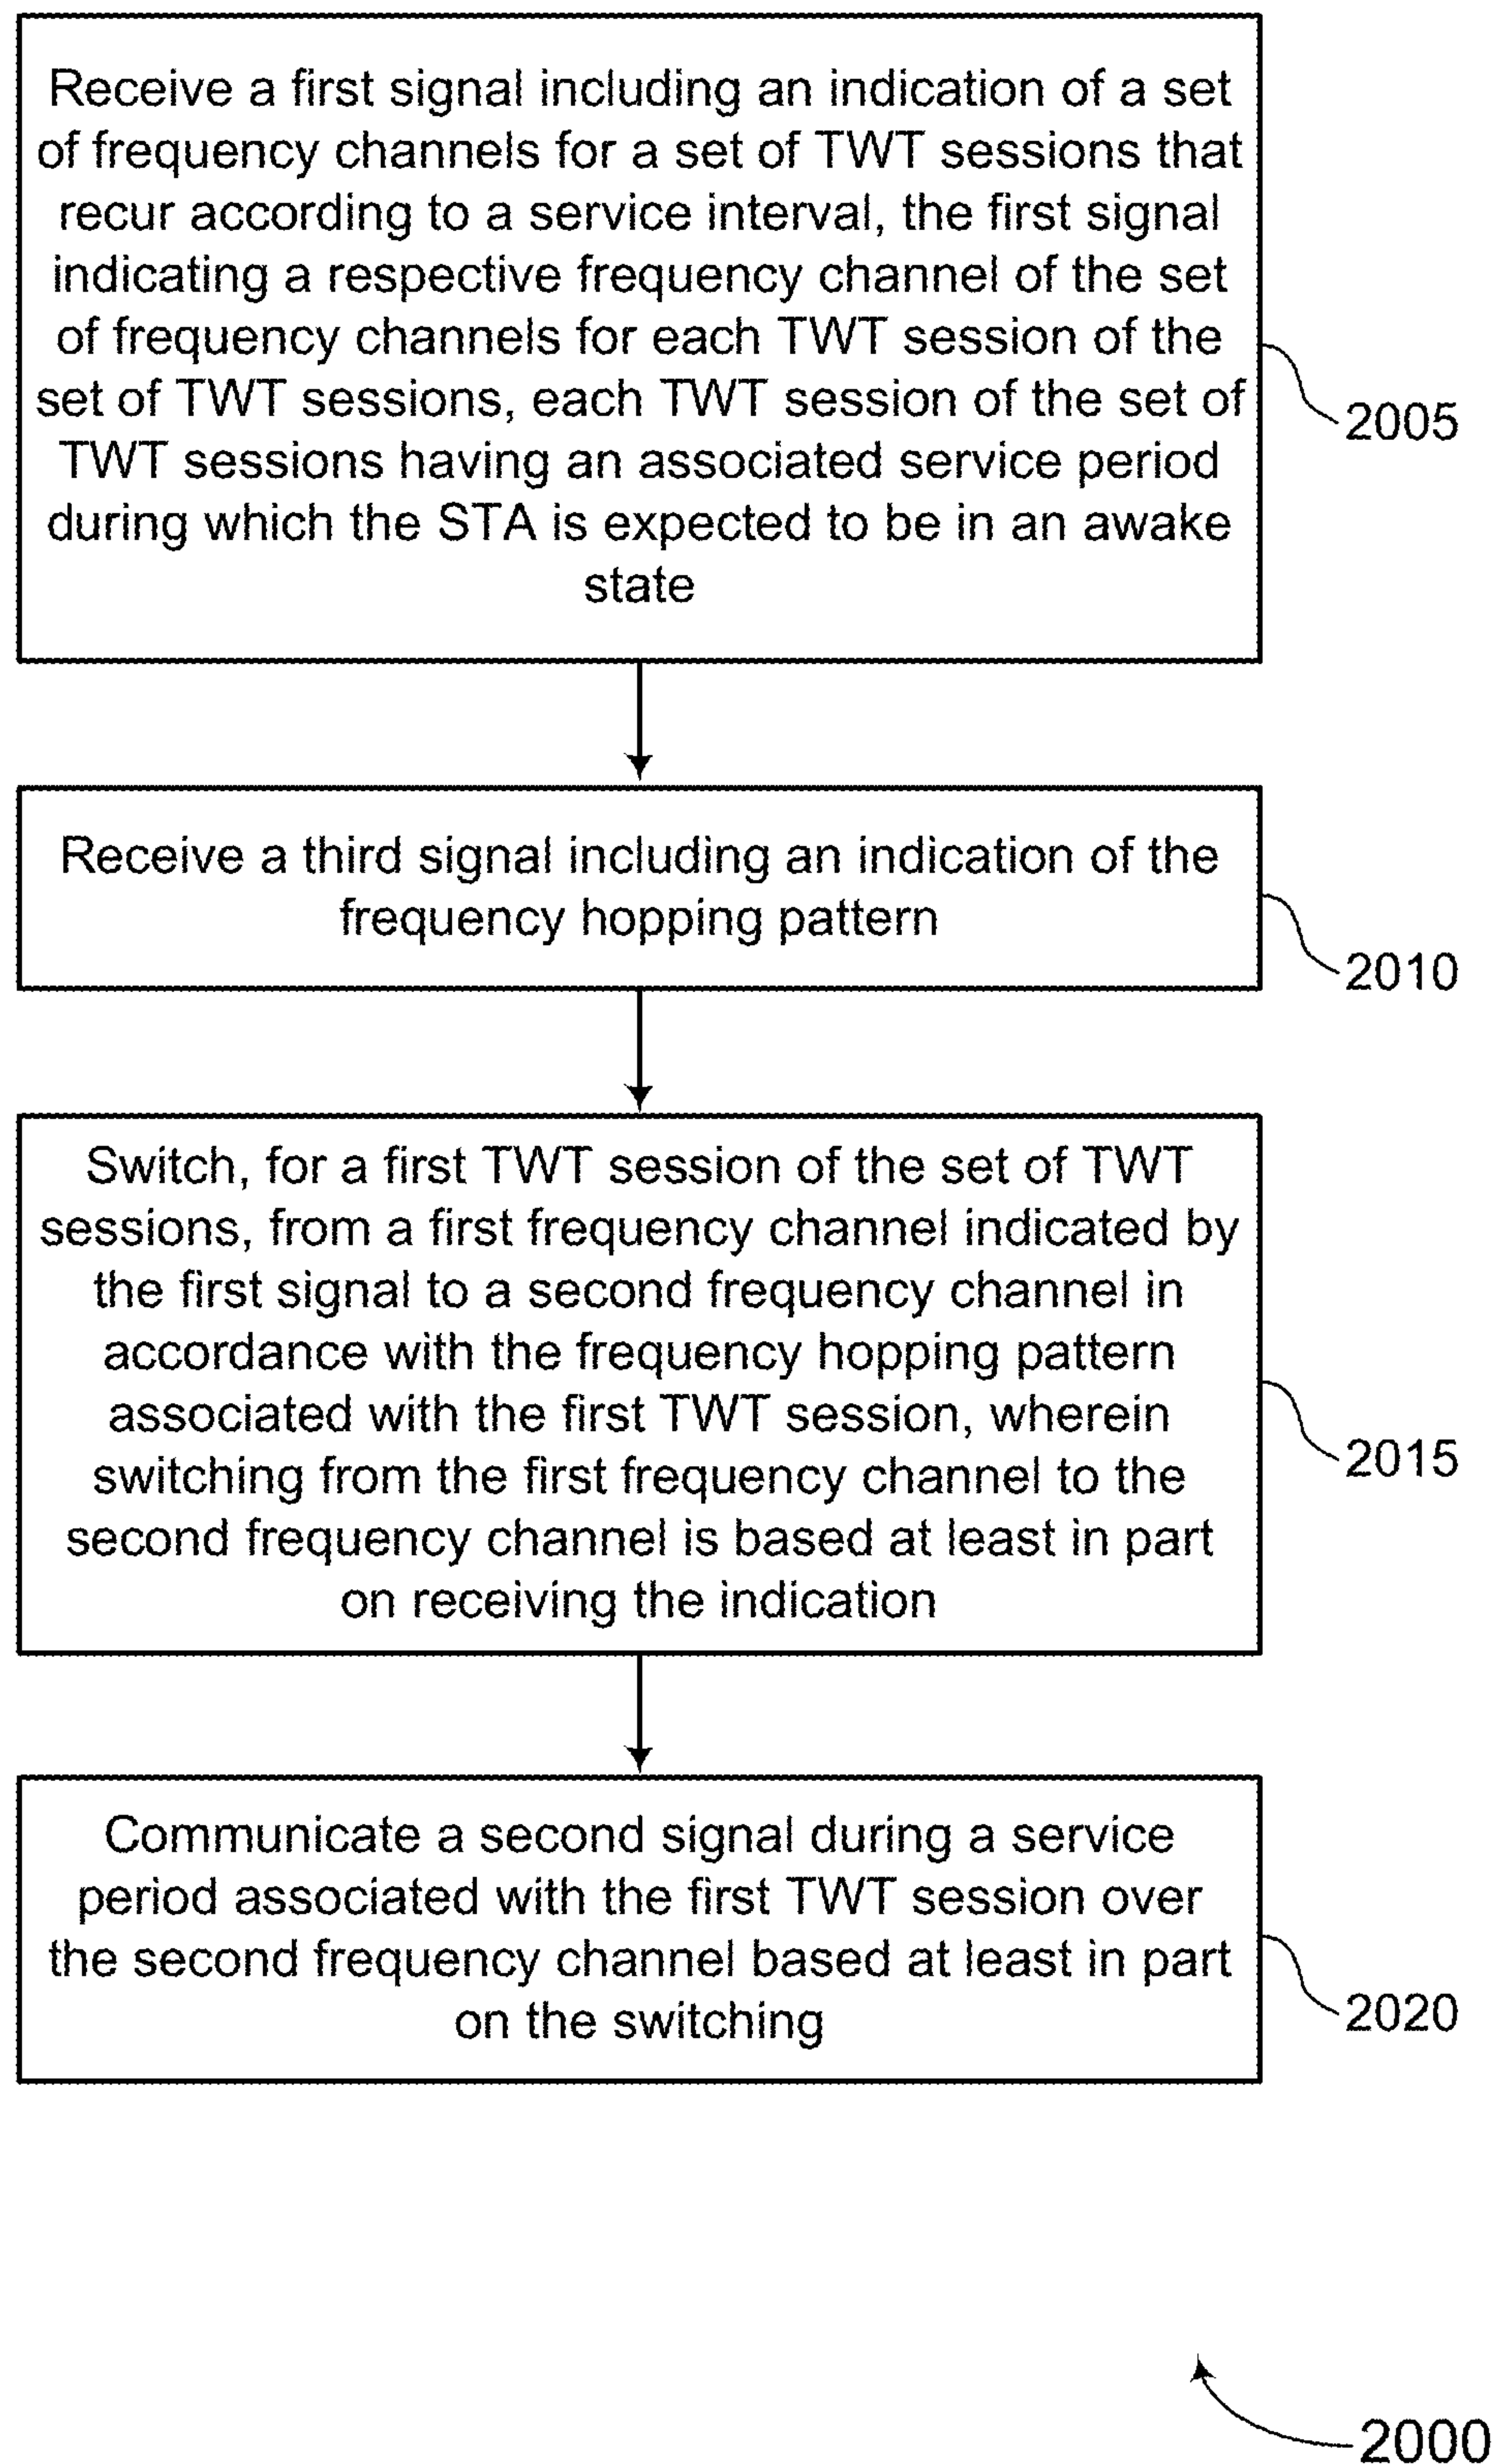 Receive a first signal including an indication of a set
of frequency channels for a set of TWT sessions that
recur according to a service interval, the first signal
indicating a respective frequency channel of the set
of frequency channels for each TWT session of the
set of TWT sessions, each TWT session of the set of
TWT sessions having an associated service period
during which the STA is expected to be in an awake
state
2005
Receive a third signal including an indication of the
frequency hopping pattern
2010
Switch, for a first TWT session of the set of TWT
sessions, from a first frequency channel indicated by
the first signal to a second frequency channel in
accordance with the frequency hopping pattern
associated with the first TWT session, wherein
switching from the first frequency channel to the
second frequency channel is based at least in part
on receiving the indication
2015
Communicate a second signal during a service
period associated with the first TWT session over
the second frequency channel based at least in part
on the switching
2020
2000